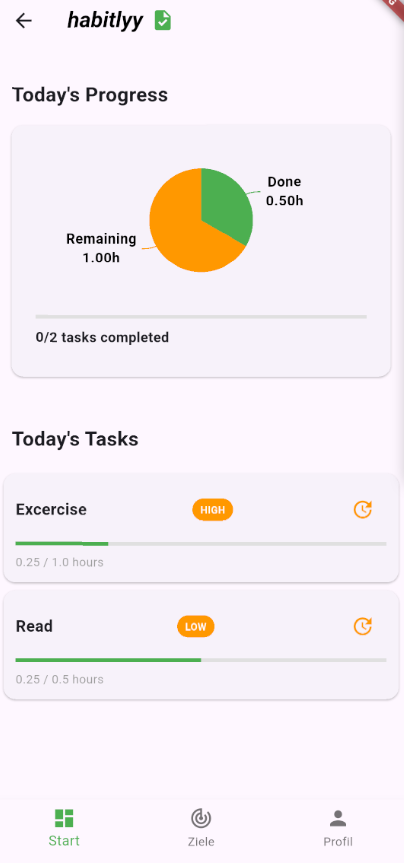 habitlyy
Today's Progress
Done
0.50h
Remaining
1.00h
0/2 tasks completed
Today's Tasks
Excercise
HIGH
0.25 / 1.0 hours
Read
LOW
0.25 / 0.5 hours
Start
Ziele
Profil